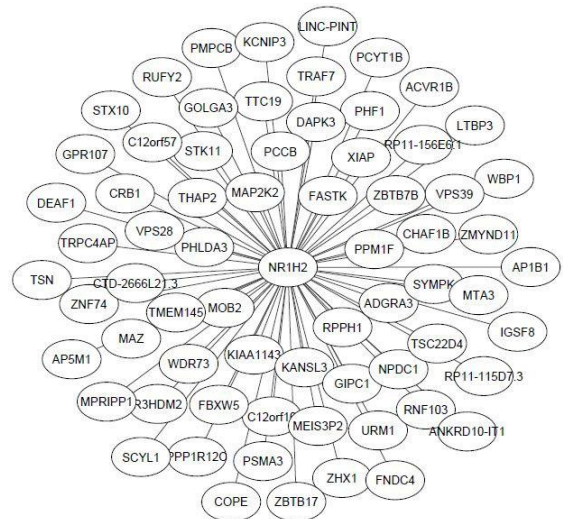 LINC-PINT
KCNIP3
PMPCB
PCYT1B
TRAF7
RUFY2
ACVR1B
TTC19
GOLGA3
PHF1
STX10
DAPK3
LTBP3
C12orf57
RP11-156E6.1
STK11
PCCB
XIAP
GPR107
WBP1
CRB1
THAP2
MAP2K2
FASTK
ZBTB7B
VPS39
DEAF1
VPS28
CHAF1B
ZMYND11
TRPC4AP
PHLDA3
PPM1F
NR1H2
AP1B1
TSN
CTD-2666L21.3
SYMPK
MTA3
ZNF74
TMEM145
MOB2
ADGRA3
RPPH1
IGSF8
MAZ
TSC22D4
AP5M1
WDR73
KIAA1143
KANSL3
NPDC1
RP11-115D7.3
GIPC1
MPRIPP1
R3HDM2
FBXW5
C12orf10
MEIS3P2
RNF103
URM1
ANKRD10-IT1
SCYL1
PPP1R12C
PSMA3
ZHX1
FNDC4
COPE
ZBTB17